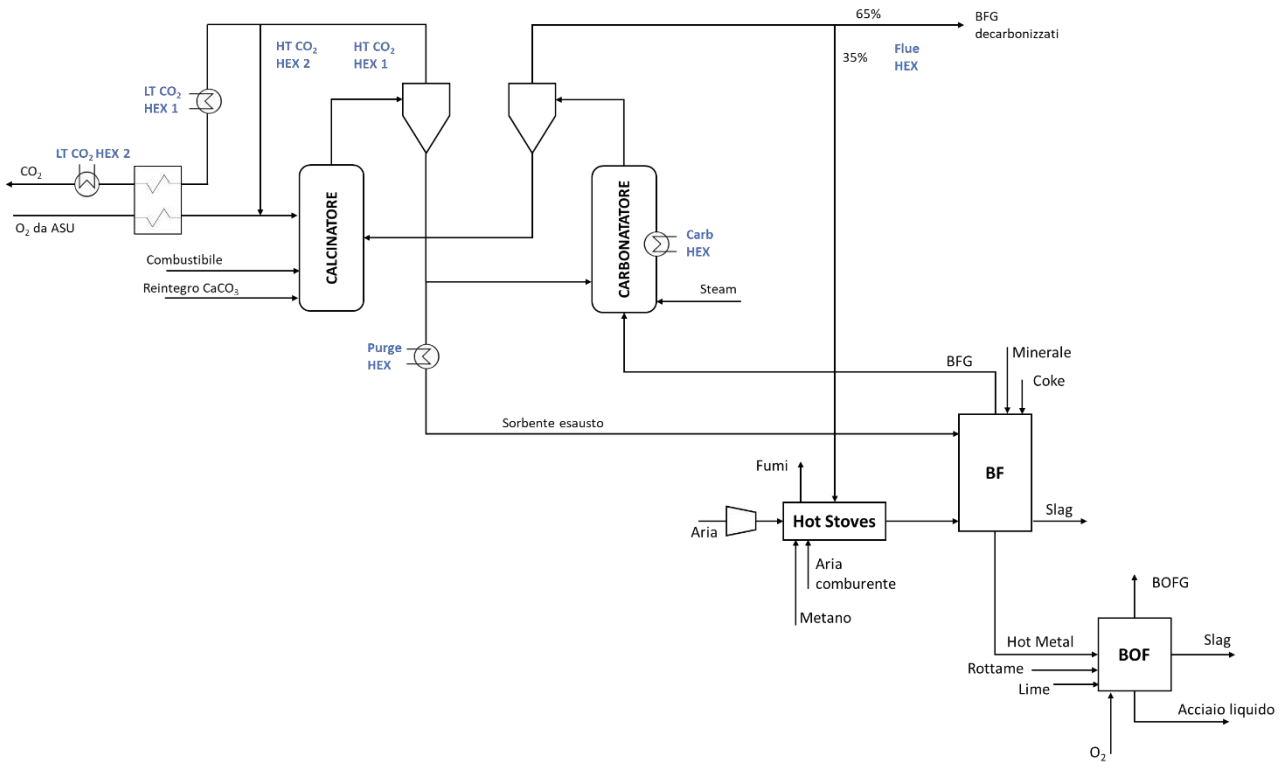 65%
BFG
decarbonizzati
HT CO₂
HEX 2
HT CO₂
HEX 1
35%
Flue
HEX
LT CO₂
HEX 1
LT CO₂ HEX 2
CO₂
O₂ da ASU
CALCINATORE
CARBONATATORE
Carb
HEX
Combustibile
Reintegro CaCO₃
Steam
Purge
HEX
BFG
Minerale
Coke
Sorbente esausto
BF
Fumi
Aria
Hot Stoves
Slag
Aria
comburente
Metano
BOFG
Hot Metal
Rottame
Lime
BOF
Slag
Acciaio liquido
O₂